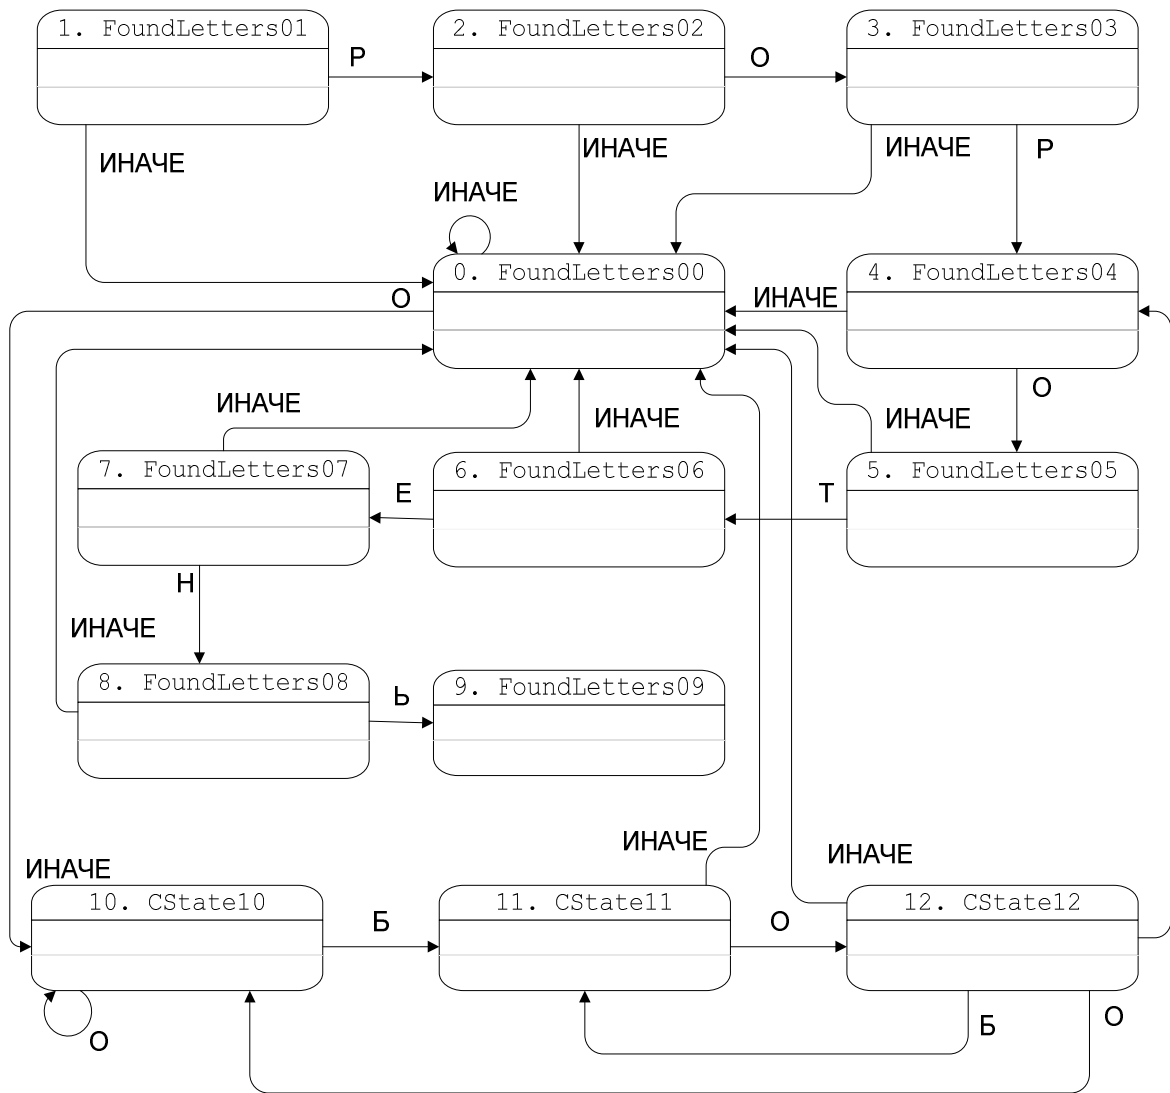 1. FoundLetters01
Р
2. FoundLetters02
О
3. FoundLetters03
ИНАЧЕ
ИНАЧЕ
ИНАЧЕ
Р
ИНАЧЕ
0. FoundLetters00
О
ИНАЧЕ
4. FoundLetters04
О
ИНАЧЕ
ИНАЧЕ
ИНАЧЕ
7. FoundLetters07
Е
6. FoundLetters06
Т
5. FoundLetters05
Н
ИНАЧЕ
8. FoundLetters08
Ь
9. FoundLetters09
ИНАЧЕ
ИНАЧЕ
ИНАЧЕ
10. CState10
Б
11. CState11
О
12. CState12
О
Б
О